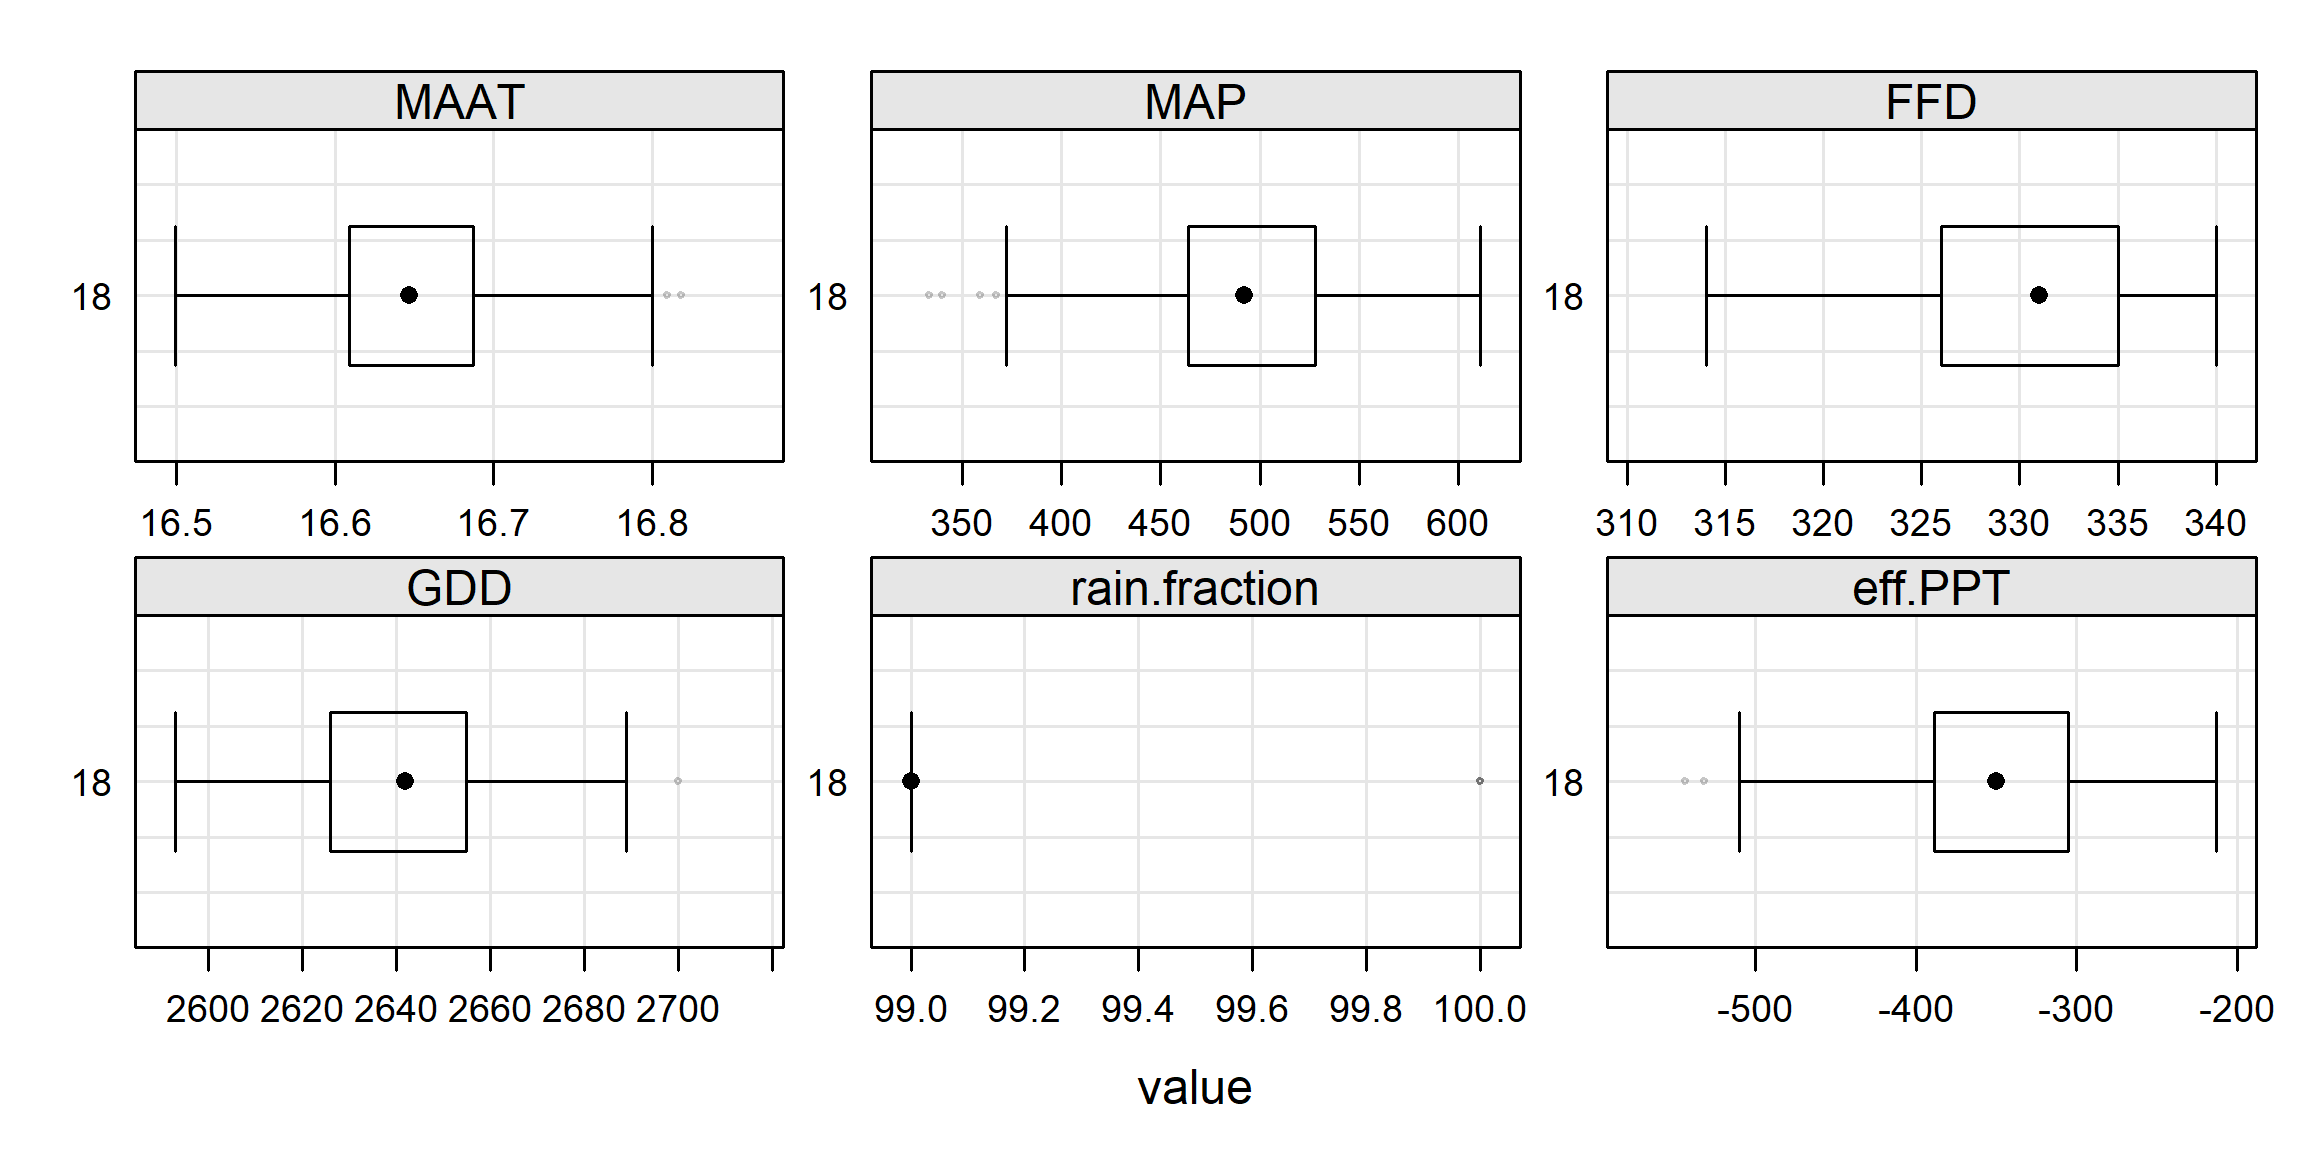 MAAT MAP FFD
18 18 18
16.5 16.6 16.7 16.8 350 400 450 500 550 600 310 315 320 325 330 335 340
GDD rain.fraction eff.PPT
18 18 18
2600 2620 2640 2660 2680 2700 99.0 99.2 99.4 99.6 99.8 100.0 -500 -400 -300 -200
value